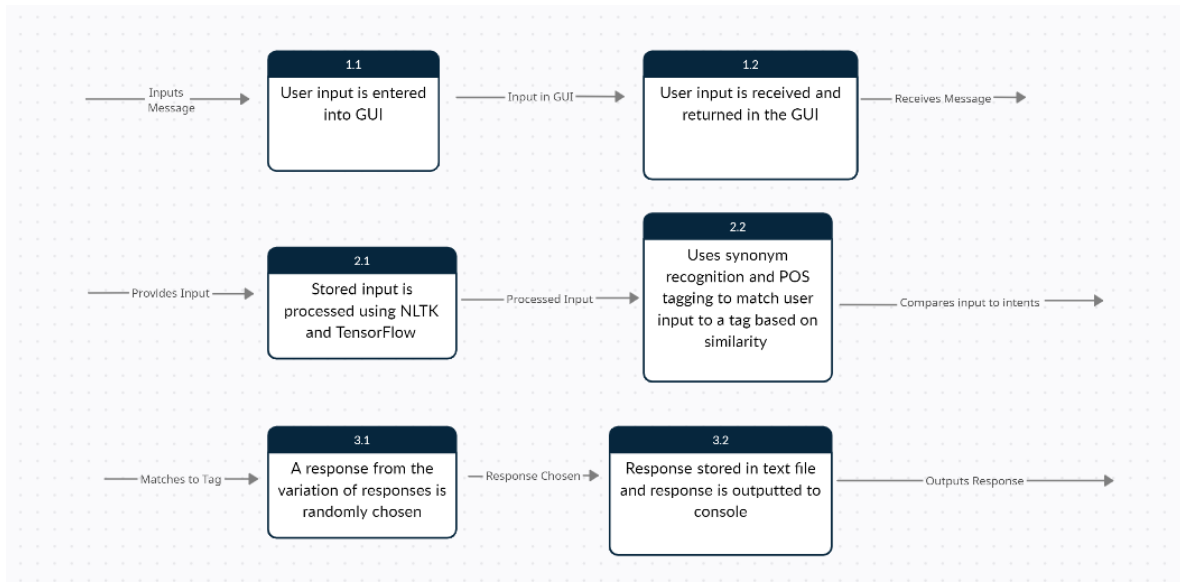 1.1
User input is entered
into GUI
1.2
User input is received and
returned in the GUI
Inputs
Message
Input in GUI
Receives Message
2.1
Stored input is
processed using NLTK
and TensorFlow
2.2
Uses synonym
recognition and POS
tagging to match user
input to a tag based on
similarity
Provides Input
Processed Input
Compares input to intents
3.1
A response from the
variation of responses is
randomly chosen
3.2
Response stored in text file
and response is outputted to
console
Matches to Tag
Response Chosen
Outputs Response